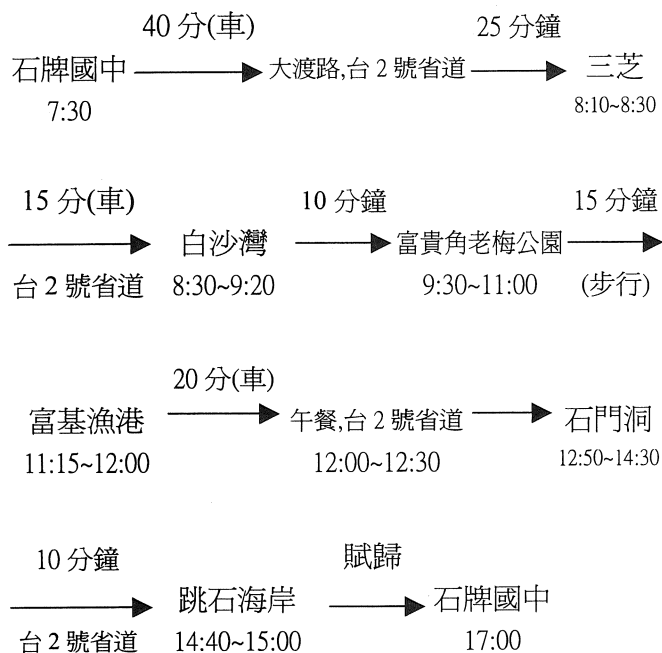 40 分(車) 25 分鐘
石牌國中 大渡路,台 2 號省道 三芝
7:30 8:10~8:30
15 分(車) 10 分鐘 15 分鐘
白沙灣 富貴角老梅公園
台 2 號省道 8:30~9:20 9:30~11:00 (步行)
20 分(車)
富基漁港 午餐,台 2 號省道 石門洞
11:15~12:00 12:00~12:30 12:50~14:30
10 分鐘 賦歸
跳石海岸 石牌國中
台 2 號省道 14:40~15:00 17:00